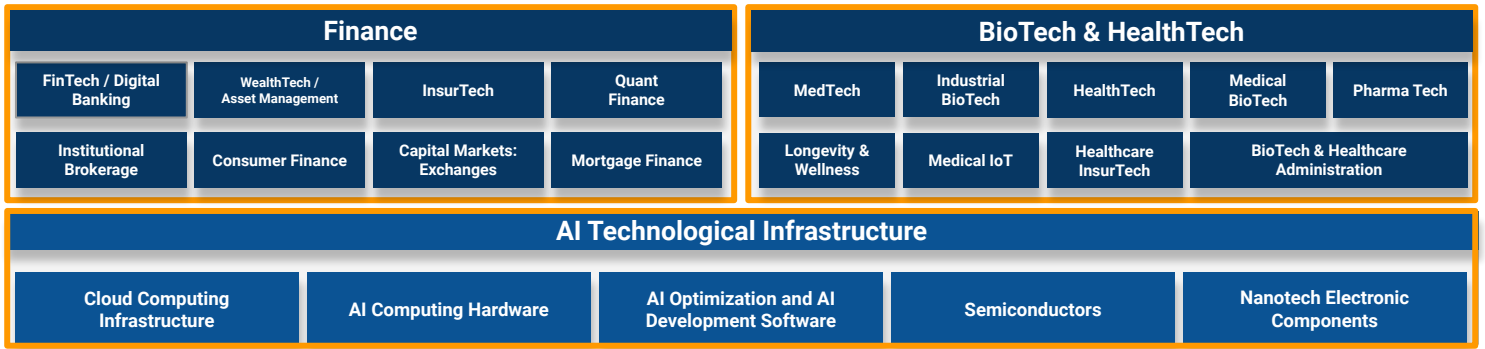 Finance
FinTech / Digital
Banking
WealthTech /
Asset Management
InsurTech
Quant
Finance
Institutional
Brokerage
Consumer Finance
Capital Markets:
Exchanges
Mortgage Finance
BioTech & HealthTech
MedTech
Industrial
BioTech
HealthTech
Medical
BioTech
Pharma Tech
Longevity &
Wellness
Medical IoT
Healthcare
InsurTech
BioTech & Healthcare
Administration
AI Technological Infrastructure
Cloud Computing
Infrastructure
AI Computing Hardware
AI Optimization and AI
Development Software
Semiconductors
Nanotech Electronic
Components